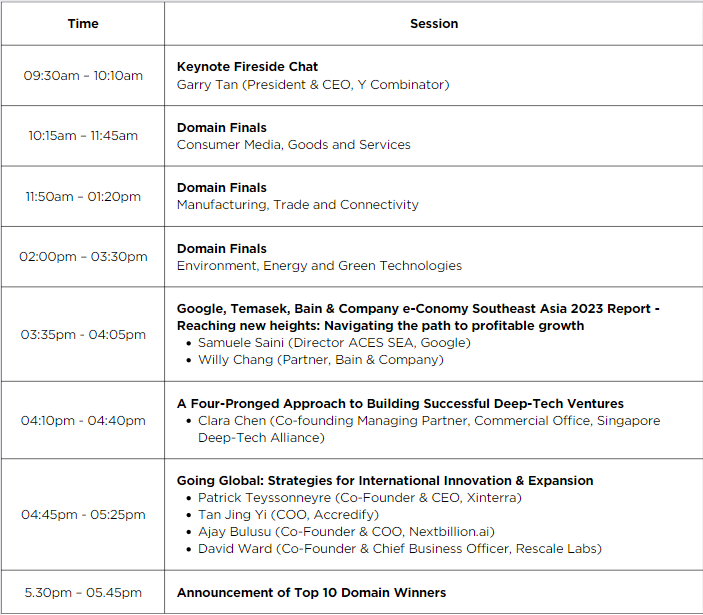 Time Session
09:30am – 10:10am
Keynote Fireside Chat
Garry Tan (President & CEO, Y Combinator)
10:15am – 11:45am
Domain Finals
Consumer Media, Goods and Services
11:50am – 01:20pm
Domain Finals
Manufacturing, Trade and Connectivity
02:00pm – 03:30pm
Domain Finals
Environment, Energy and Green Technologies
03:35pm - 04:05pm
Google, Temasek, Bain & Company e-Conomy Southeast Asia 2023 Report -
Reaching new heights: Navigating the path to profitable growth
• Samuele Saini (Director ACES SEA, Google)
• Willy Chang (Partner, Bain & Company)
04:10pm - 04:40pm
A Four-Pronged Approach to Building Successful Deep-Tech Ventures
• Clara Chen (Co-founding Managing Partner, Commercial Office, Singapore
Deep-Tech Alliance)
04:45pm - 05:25pm
Going Global: Strategies for International Innovation & Expansion
• Patrick Teyssonneyre (Co-Founder & CEO, Xinterra)
• Tan Jing Yi (COO, Accredify)
• Ajay Bulusu (Co-Founder & COO, Nextbillion.ai)
• David Ward (Co-Founder & Chief Business Officer, Rescale Labs)
5.30pm – 05.45pm
Announcement of Top 10 Domain Winners